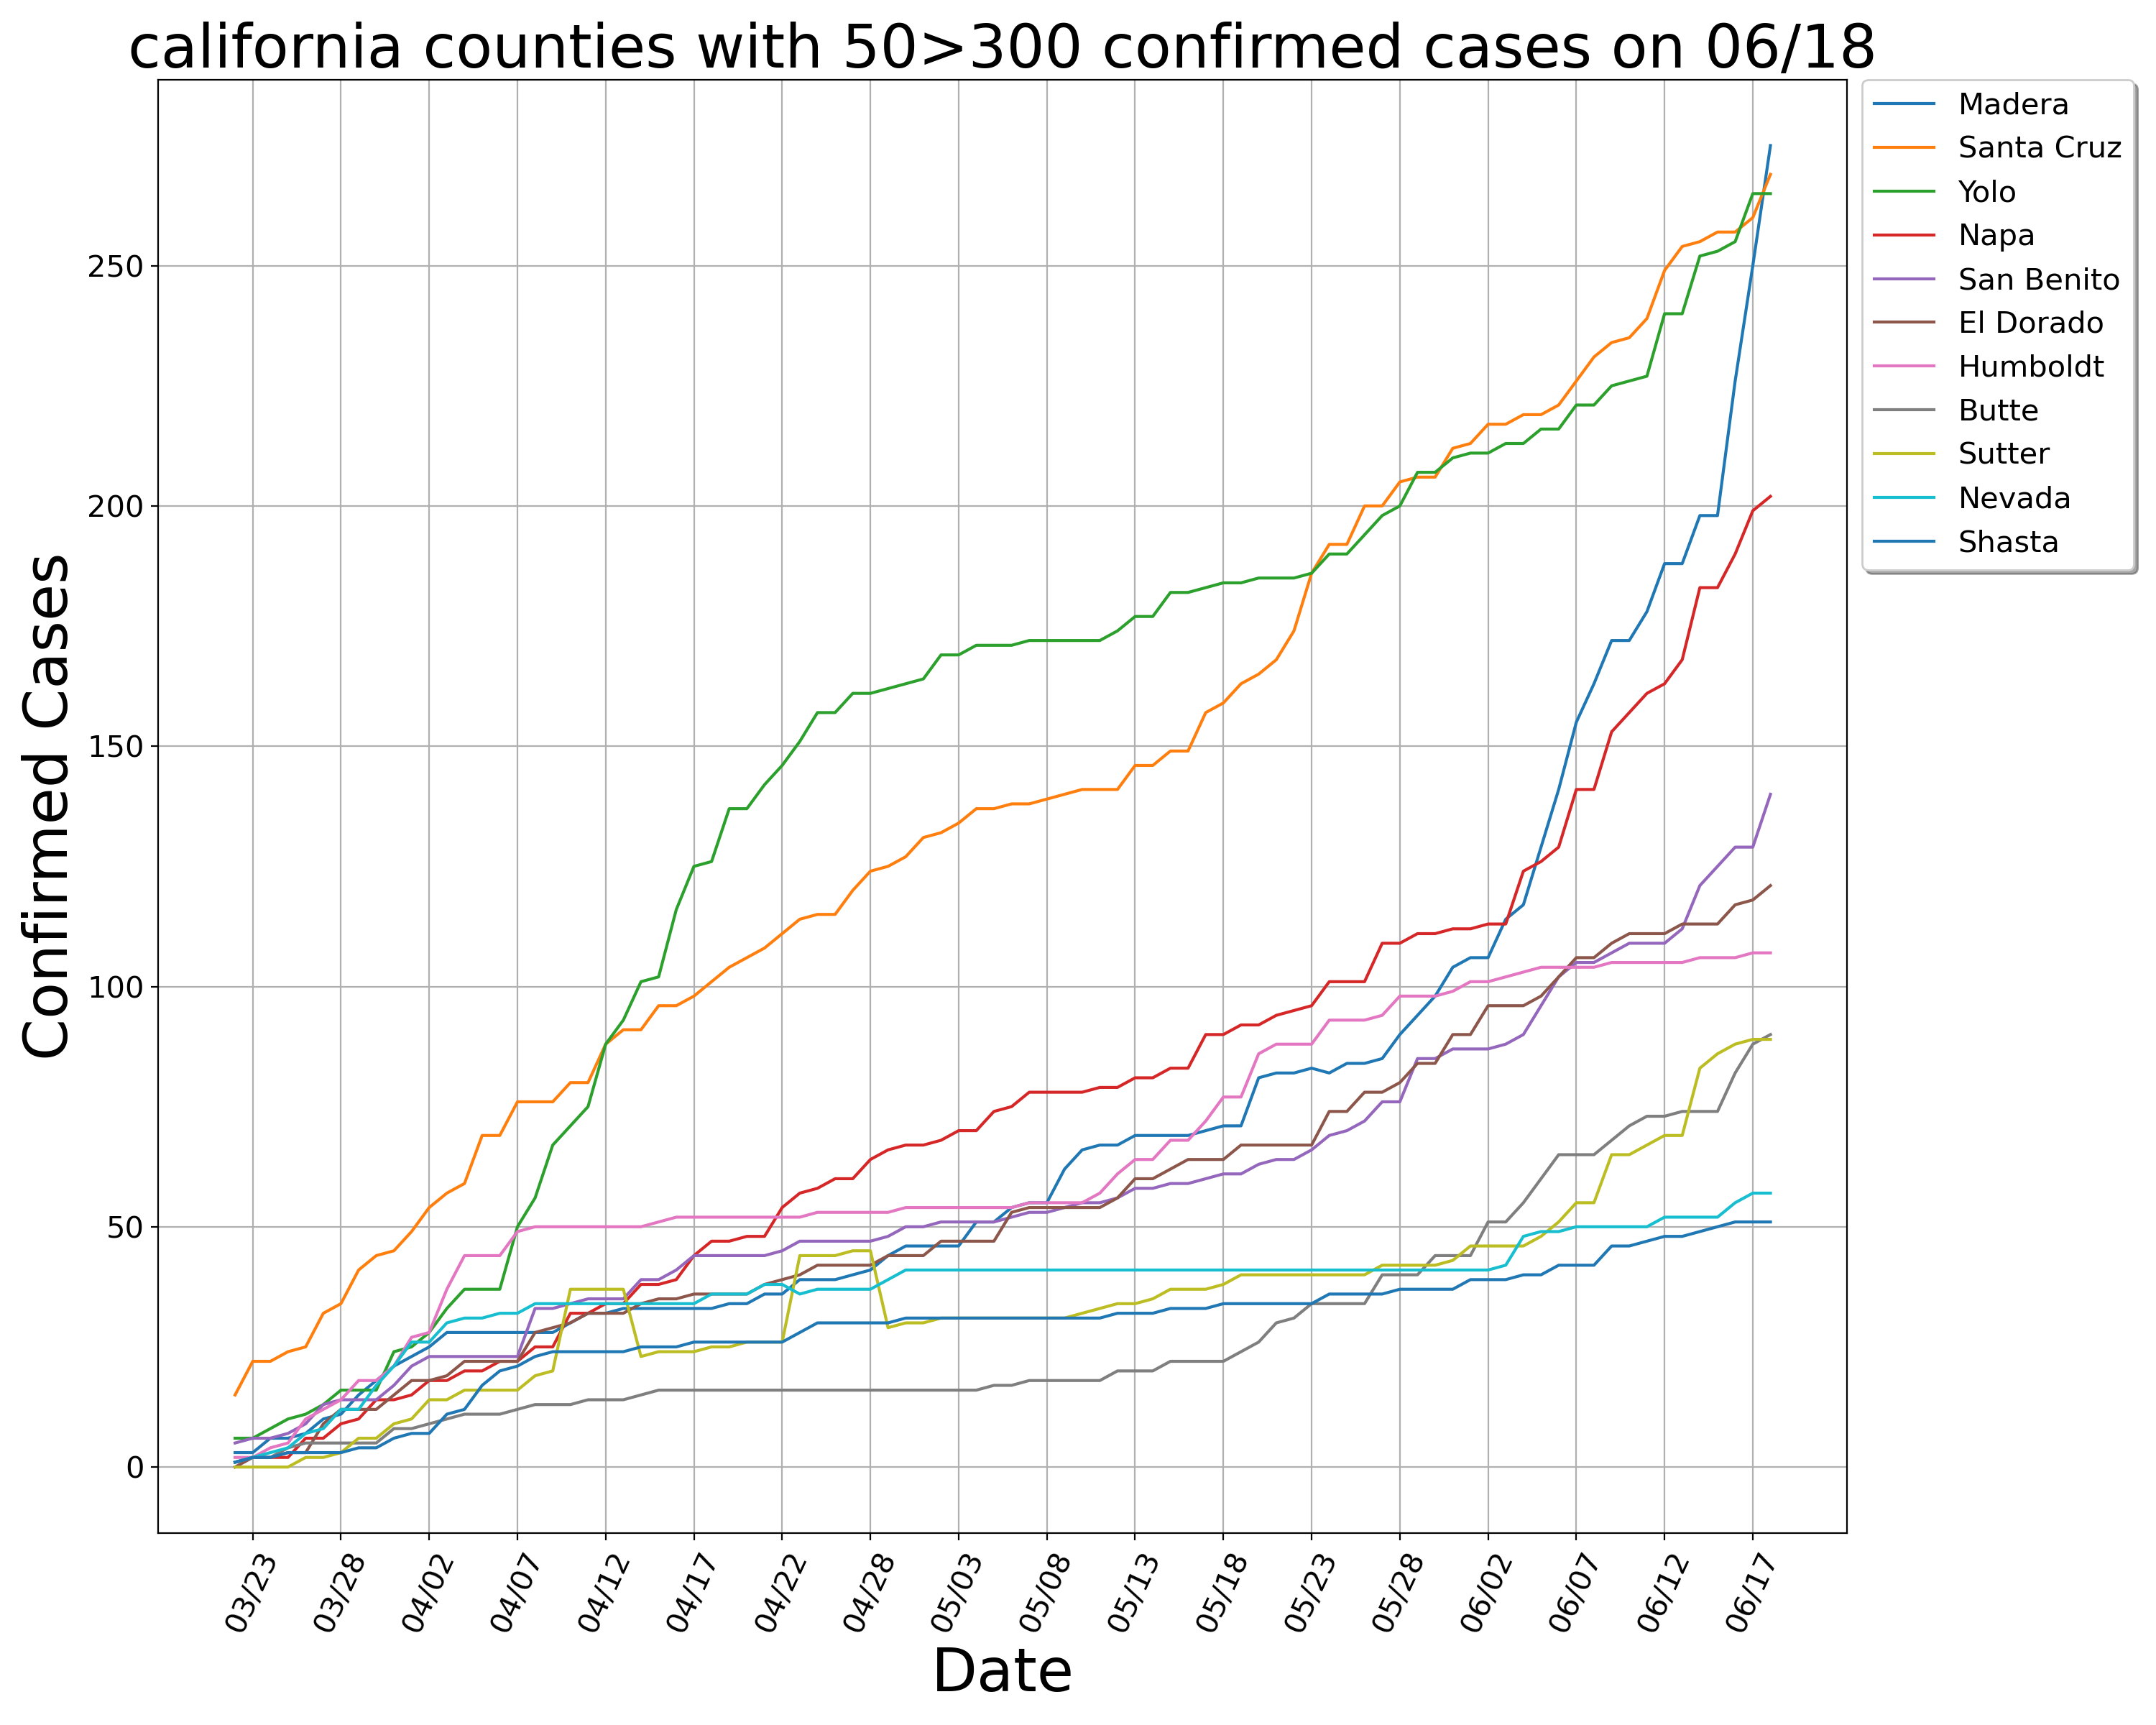 california counties with 50>300 confirmed cases on 06/18
Madera
Santa Cruz
Yolo
Napa
San Benito
El Dorado
Humboldt
Butte
Sutter
Nevada
Shasta
Confirmed Cases
250
200
150
100
50
0
03/23
03/28
04/02
04/07
04/12
04/17
04/22
04/28
05/03
05/08
05/13
05/18
05/23
05/28
06/02
06/07
06/12
06/17
Date